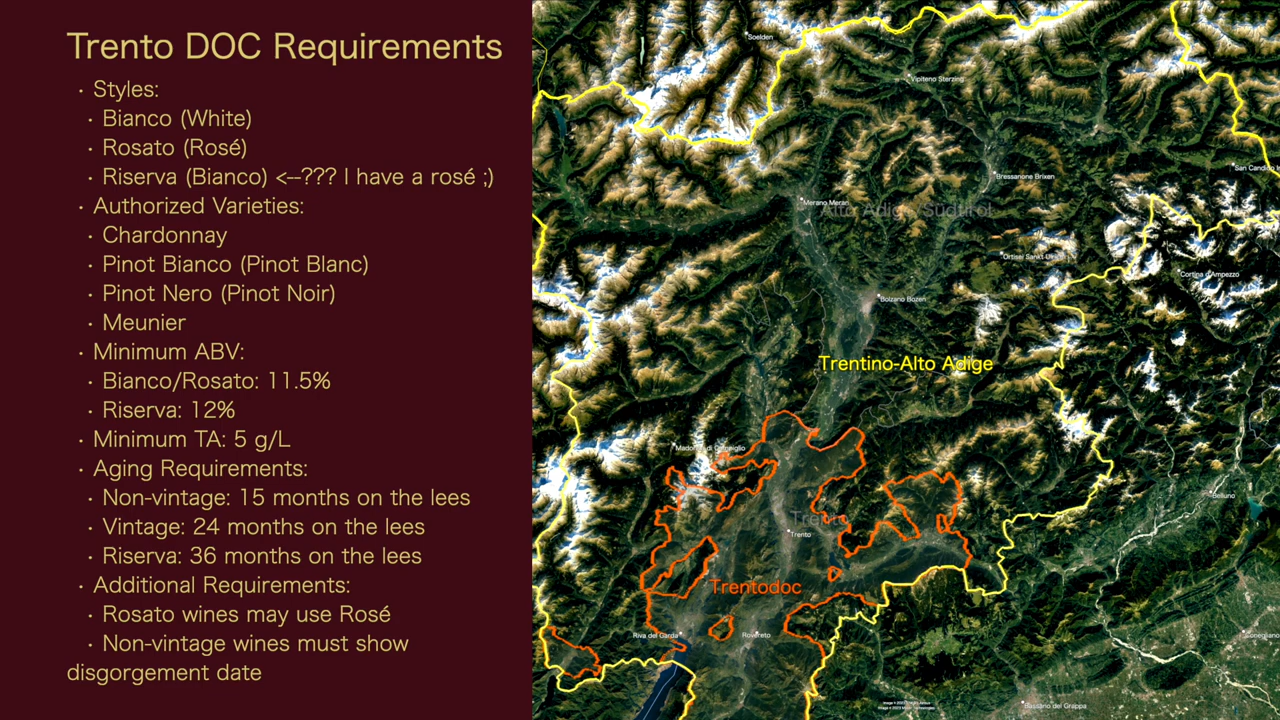 Trento DOC Requirements
· Styles:
· Bianco (White)
· Rosato (Rosé)
· Riserva (Bianco) <--??? I have a rosé ;)
· Authorized Varieties:
· Chardonnay
· Pinot Bianco (Pinot Blanc)
· Pinot Nero (Pinot Noir)
· Meunier
· Minimum ABV:
· Bianco/Rosato: 11.5%
· Riserva: 12%
· Minimum TA: 5 g/L
· Aging Requirements:
· Non-vintage: 15 months on the lees
· Vintage: 24 months on the lees
· Riserva: 36 months on the lees
· Additional Requirements:
· Rosato wines may use Rosé
· Non-vintage wines must show
disgorgement date
Soelden
Vipiteno Sterzing
San Candido
Bressanone Brixen
Merano Meran
Alto Adige Südtirol
Ortisei Sankt Ulrich
Cortina d'Ampezzo
Bolzano Bozen
Trentino-Alto Adige
Madonna di Campiglio
Belluno
Trento
Trentodoc
Riva del Garda
Rovereto
Conegliano
Bassano del Grappa